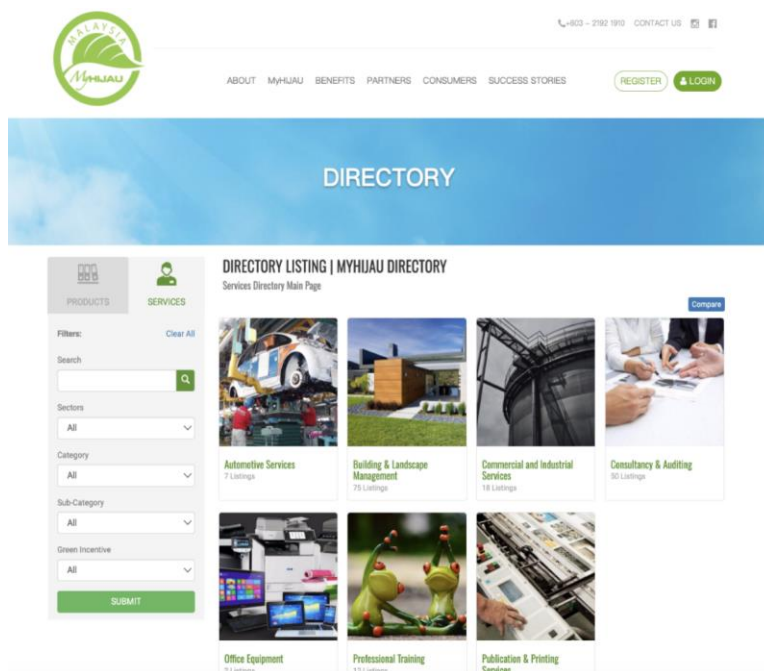 MALAYSIA
MyHIJAU
+603 – 2192 1910 CONTACT US
ABOUT MyHIJAU BENEFITS PARTNERS CONSUMERS SUCCESS STORIES
REGISTER LOGIN
DIRECTORY
PRODUCTS SERVICES
Filters: Clear All
Search
Sectors
All
Category
All
Sub-Category
All
Green Incentive
All
SUBMIT
DIRECTORY LISTING | MYHIJAU DIRECTORY
Services Directory Main Page
Compare
Automotive Services
7 Listings
Building & Landscape
Management
75 Listings
Commercial and Industrial
Services
18 Listings
Consultancy & Auditing
50 Listings
Office Equipment
Listings
Professional Training
Listings
Publication & Printing
Services